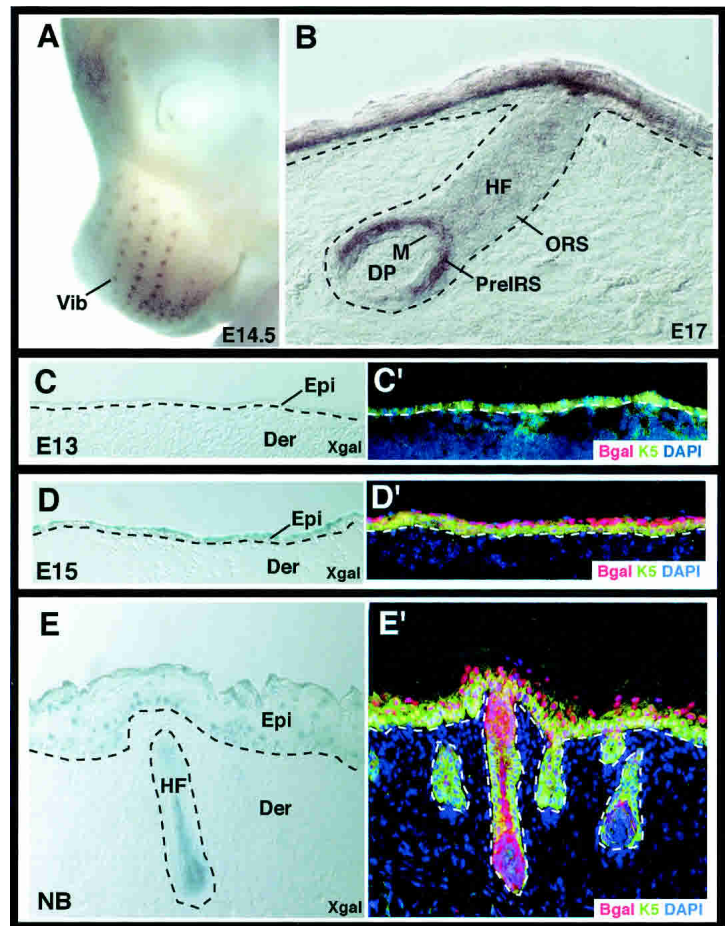 A
Vib
E14.5
B
HF
M
DP
ORS
PreIRS
E17
C
Epi
Der
E13
Xgal
C'
Bgal K5 DAPI
D
Epi
Der
E15
Xgal
D'
Bgal K5 DAPI
E
Epi
HF
Der
NB
Xgal
E'
Bgal K5 DAPI